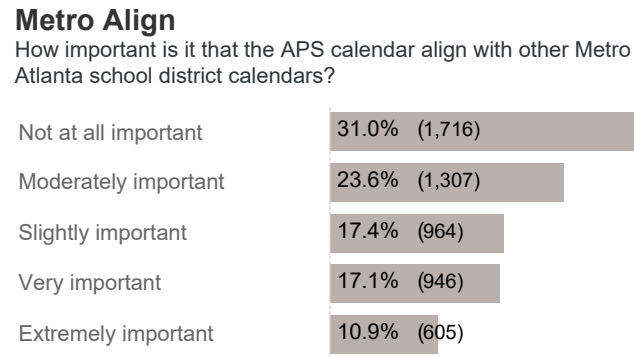 Metro Align
How important is it that the APS calendar align with other Metro
Atlanta school district calendars?
Not at all important 31.0% (1,716)
Moderately important 23.6% (1,307)
Slightly important 17.4% (964)
Very important 17.1% (946)
Extremely important 10.9% (605)